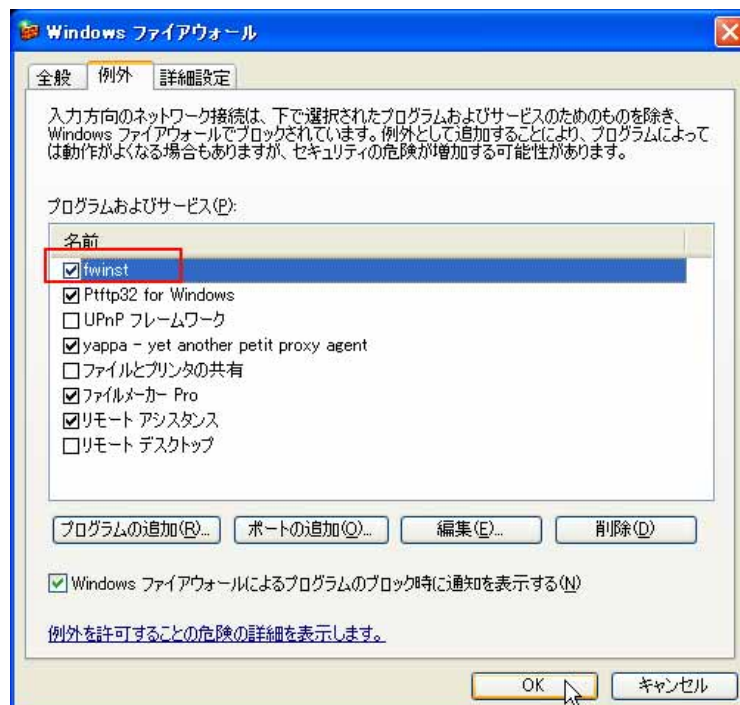 Windows ファイアウォール
全般 例外 詳細設定
入力方向のネットワーク接続は、下で選択されたプログラムおよびサービスのためのものを除き、
Windows ファイアウォールでブロックされています。例外として追加することにより、プログラムによって
は動作がよくなる場合もありますが、セキュリティの危険が増加する可能性があります。
プログラムおよびサービス(P):
名前
fwinst
Ptftp32 for Windows
UPnP フレームワーク
yappa - yet another petit proxy agent
ファイルとプリンタの共有
ファイルメーカー Pro
リモート アシスタンス
リモート デスクトップ
プログラムの追加(R)... ポートの追加(O)... 編集(E)... 削除(D)
Windows ファイアウォールによるプログラムのブロック時に通知を表示する(N)
例外を許可することの危険の詳細を表示します。
OK キャンセル